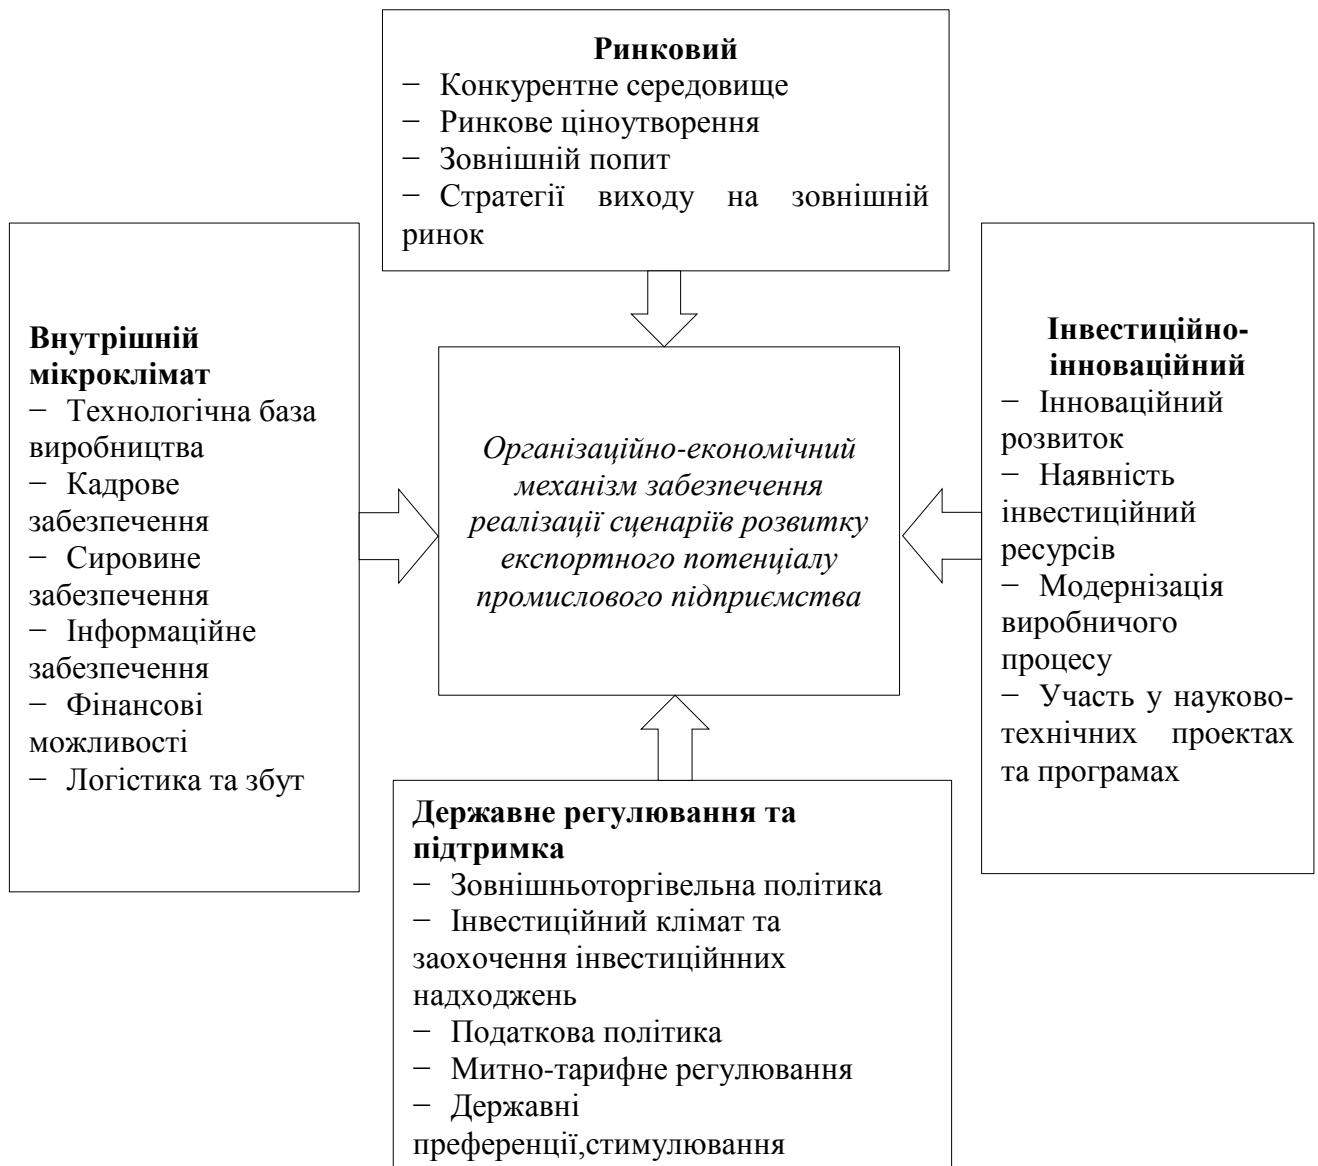 Ринковий
− Конкурентне середовище
− Ринкове ціноутворення
− Зовнішній попит
− Стратегії виходу на зовнішній
ринок
Внутрішній
мікроклімат
− Технологічна база
виробництва
− Кадрове
забезпечення
− Сировине
забезпечення
− Інформаційне
забезпечення
− Фінансові
можливості
− Логістика та збут
Організаційно-економічний
механізм забезпечення
реалізації сценаріїв розвитку
експортного потенціалу
промислового підприємства
Інвестиційно-
інноваційний
− Інноваційний
розвиток
− Наявність
інвестиційний
ресурсів
− Модернізація
виробничого
процесу
− Участь у науково-
технічних проектах
та програмах
Державне регулювання та
підтримка
− Зовнішньоторгівельна політика
− Інвестиційний клімат та
заохочення інвестиційнних
надходжень
− Податкова політика
− Митно-тарифне регулювання
− Державні
преференції,стимулювання